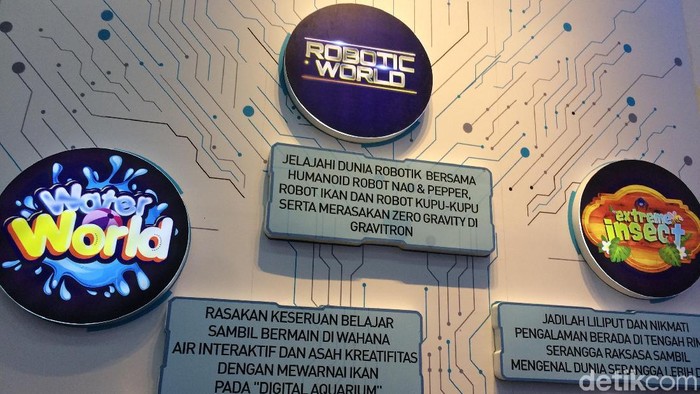 ROBOTIC
WORLD
JELAJAHI DUNIA ROBOTIK BERSAMA
HUMANOID ROBOT NAO & PEPPER,
ROBOT IKAN DAN ROBOT KUPU-KUPU
SERTA MERASAKAN ZERO GRAVITY DI
GRAVITRON
Water
World
RASAKAN KESERUAN BELAJAR
SAMBIL BERMAIN DI WAHANA
AIR INTERAKTIF DAN ASAH KREATIFITAS
DENGAN MEWARNAI IKAN
PADA "DIGITAL AQUARIUM"
extreme
insect
JADILAH LILIPUT DAN NIKMATI
PENGALAMAN BERADA DI TENGAH
SERANGGA RAKSASA SAMBIL
MENGENAL DUNIA SERANGGA LEBIH
detikcom